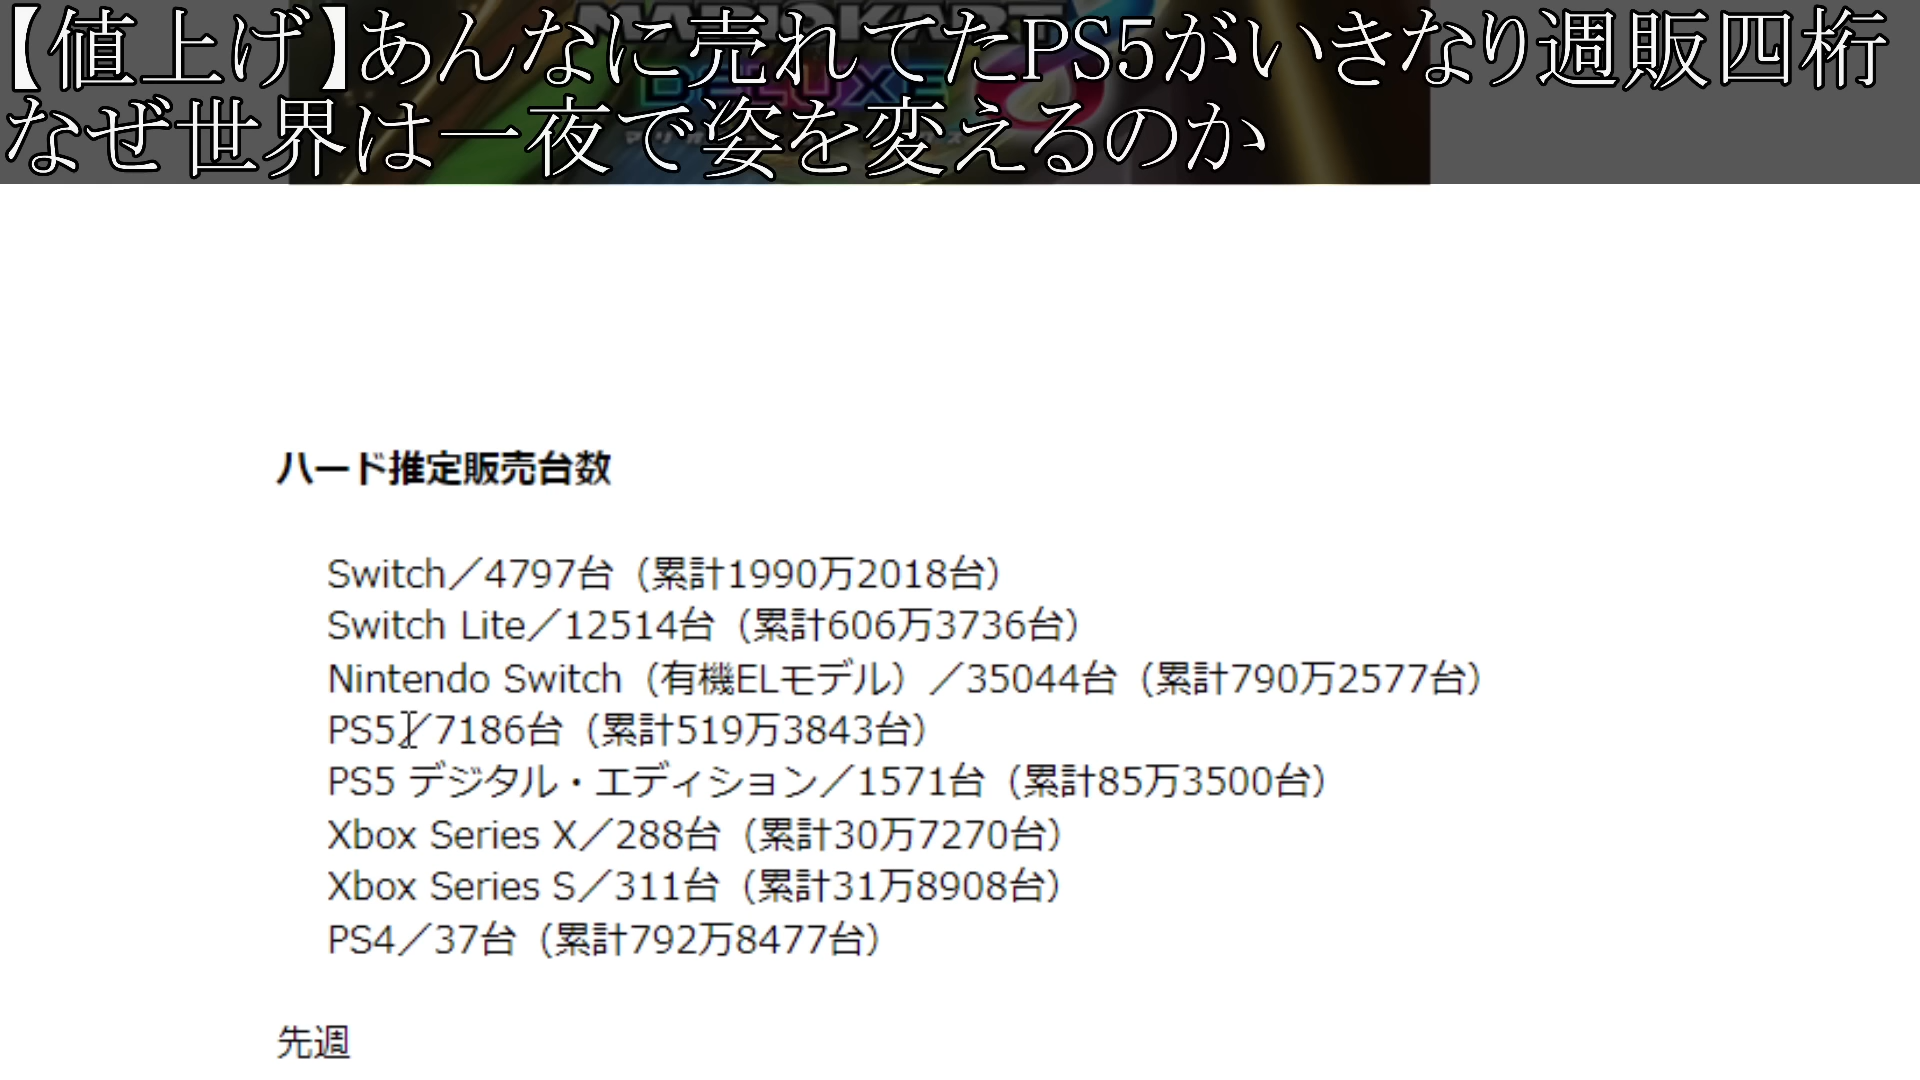 【値上げ】あんなに売れてたPS5がいきなり週販四桁
なぜ世界は一夜で姿を変えるのか
MARIOKART
DELUXE
ハード推定販売台数
Switch／4797台（累計1990万2018台）
Switch Lite／12514台（累計606万3736台）
Nintendo Switch（有機ELモデル）／35044台（累計790万2577台）
PS5／7186台（累計519万3843台）
PS5 デジタル・エディション／1571台（累計85万3500台）
Xbox Series X／288台（累計30万7270台）
Xbox Series S／311台（累計31万8908台）
PS4／37台（累計792万8477台）
先週